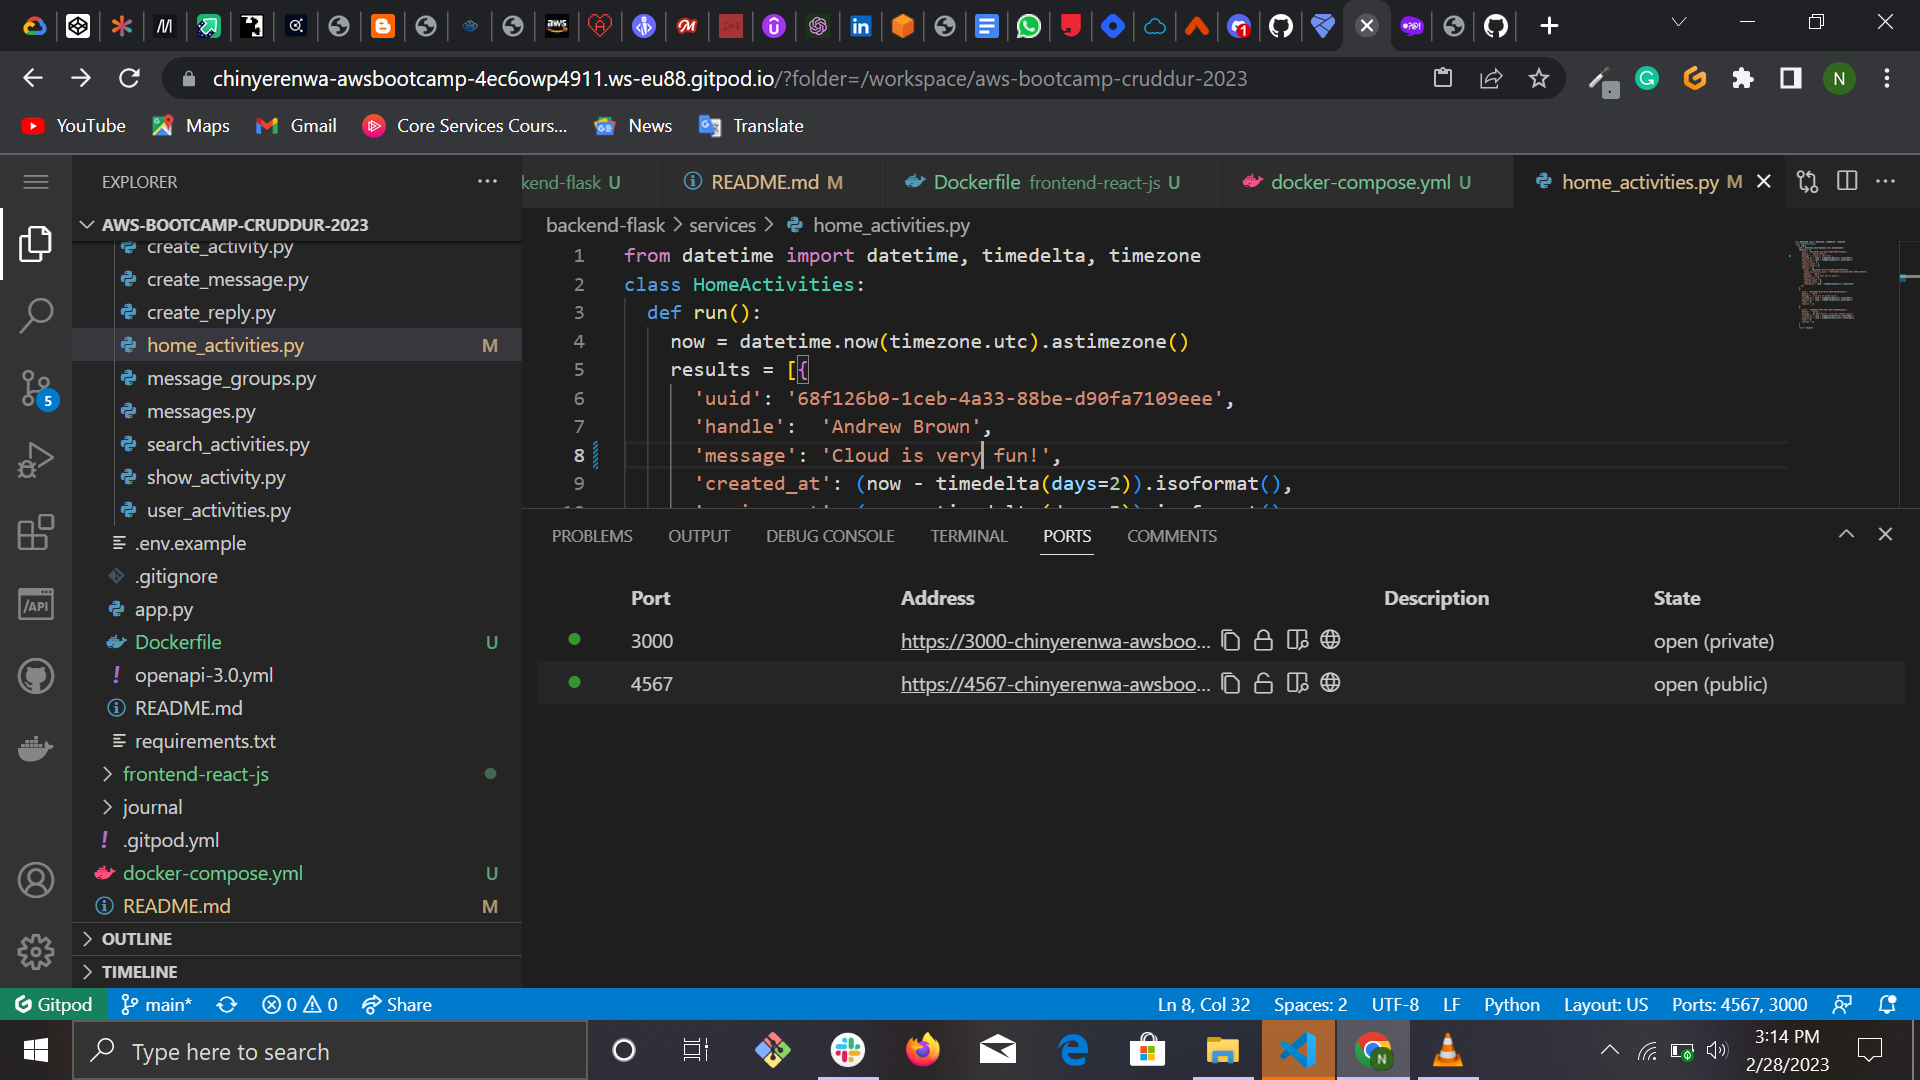 chinyerenwa-awsbootcamp-4ec6owp4911.ws-eu88.gitpod.io/?folder=/workspace/aws-bootcamp-cruddur-2023
N
YouTube Maps Gmail Core Services Cours... News Translate
EXPLORER
kend-flask U README.md M Dockerfile frontend-react-js U docker-compose.yml U home_activities.py M
AWS-BOOTCAMP-CRUDDUR-2023
create_activity.py
create_message.py
create_reply.py
home_activities.py M
message_groups.py
messages.py
search_activities.py
show_activity.py
user_activities.py
.env.example
.gitignore
app.py
Dockerfile U
openapi-3.0.yml
README.md
requirements.txt
frontend-react-js
journal
.gitpod.yml
docker-compose.yml U
README.md M
OUTLINE
TIMELINE
5
/API
backend-flask > services > home_activities.py
1 from datetime import datetime, timedelta, timezone
2 class HomeActivities:
3 def run():
4 now = datetime.now(timezone.utc).astimezone()
5 results = [{
6 'uuid': '68f126b0-1ceb-4a33-88be-d90fa7109eee',
7 'handle':  'Andrew Brown',
8 'message': 'Cloud is very fun!',
9 'created_at': (now - timedelta(days=2)).isoformat(),
PROBLEMS OUTPUT DEBUG CONSOLE TERMINAL PORTS COMMENTS
Port Address Description State
3000 https://3000-chinyerenwa-awsboo... open (private)
4567 https://4567-chinyerenwa-awsboo... open (public)
Gitpod main* 0 0 Share Ln 8, Col 32 Spaces: 2 UTF-8 LF Python Layout: US Ports: 4567, 3000
Type here to search
3:14 PM
2/28/2023